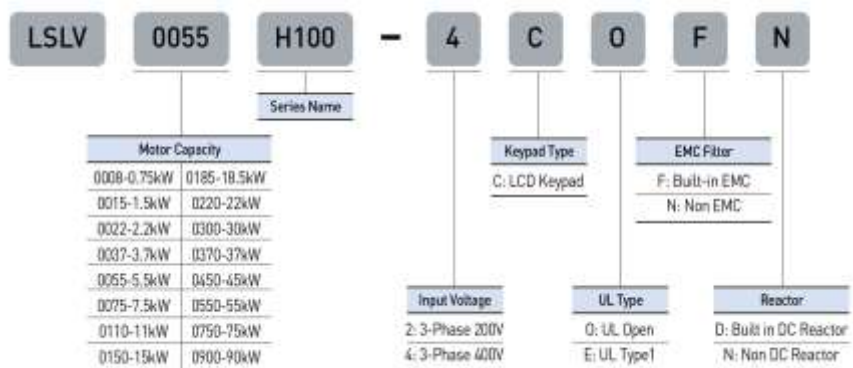 LSLV 0055 H100 - 4 C O F N
Series Name
Motor Capacity
0008-0.75kW 0185-18.5kW
0015-1.5kW 0220-22kW
0022-2.2kW 0300-30kW
0037-3.7kW 0370-37kW
0055-5.5kW 0450-45kW
0075-7.5kW 0550-55kW
0110-11kW 0750-75kW
0150-15kW 0900-90kW
Keypad Type
C: LCD Keypad
EMC Filter
F: Built-in EMC
N: Non EMC
Input Voltage
2: 3-Phase 200V
4: 3-Phase 400V
UL Type
O: UL Open
E: UL Type1
Reactor
D: Built in DC Reactor
N: Non DC Reactor